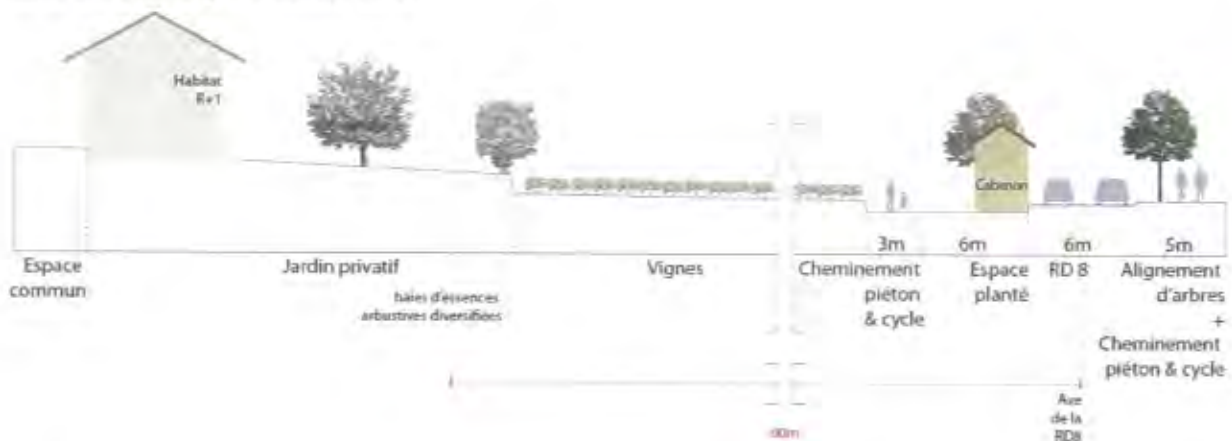 Habitat
R+1
Cabanon
3m
6m
6m
5m
Espace
commun
Jardin privatif
haies d'essences
arbustives diversifiées
Vignes
Cheminement
piéton
& cycle
Espace
planté
RD 8
Alignement
d'arbres
+
Cheminement
piéton & cycle
Axe
de la
RD8